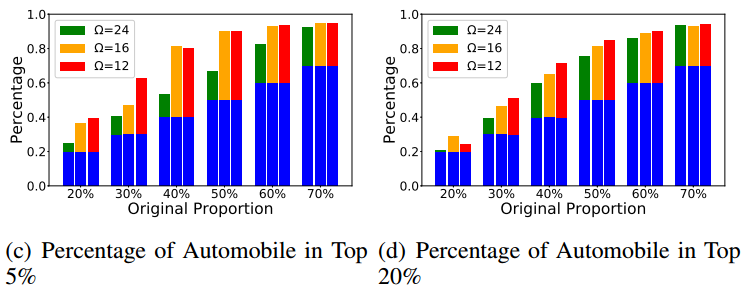 1.0
0.8
0.6
0.4
0.2
0.0
Percentage
Ω=24
Ω=16
Ω=12
20% 30% 40% 50% 60% 70%
Original Proportion
1.0
0.8
0.6
0.4
0.2
0.0
Percentage
Ω=24
Ω=16
Ω=12
20% 30% 40% 50% 60% 70%
Original Proportion
(c) Percentage of Automobile in Top
5%
(d) Percentage of Automobile in Top
20%